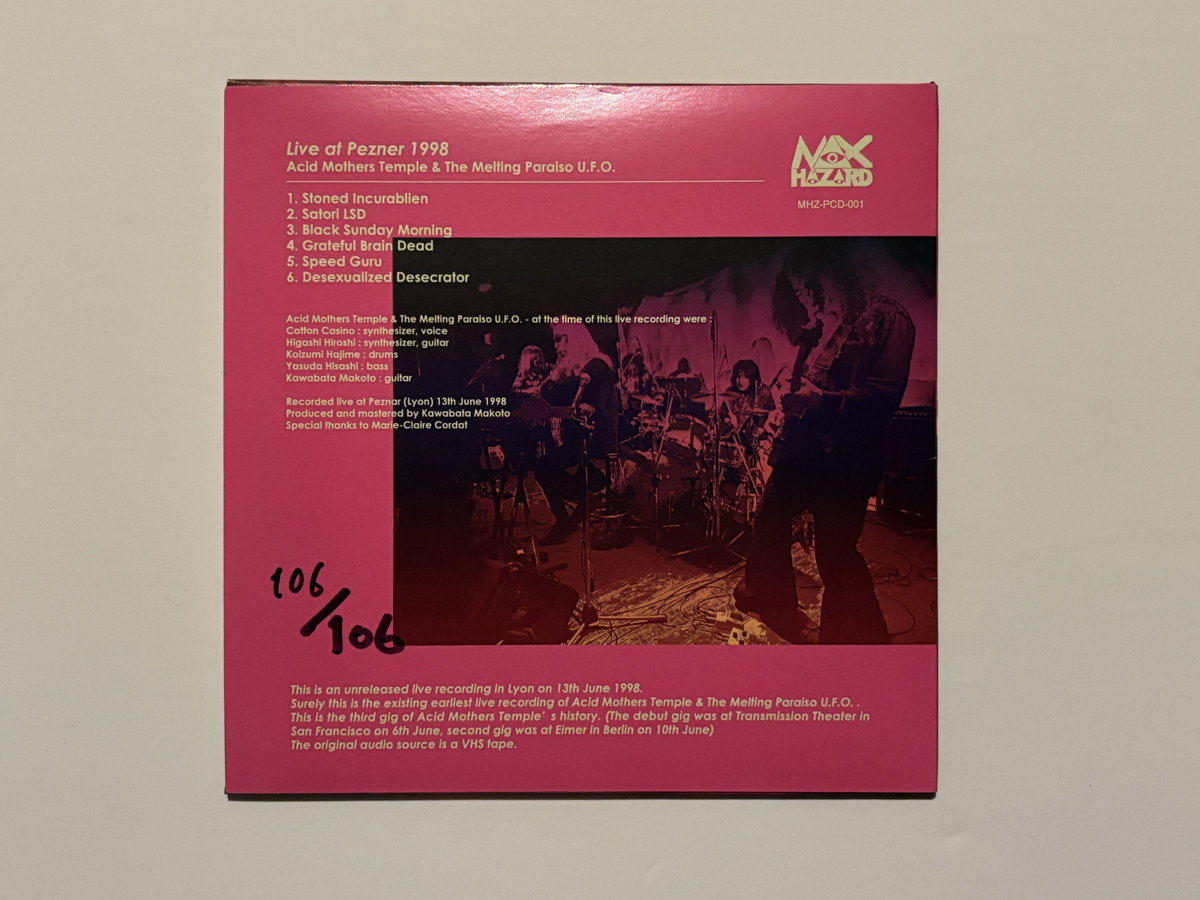 Live at Pezner 1998
Acid Mothers Temple & The Melting Paraiso U.F.O.
MAX
HAZARD
MHZ-PCD-001
1. Stoned Incurablien
2. Satori LSD
3. Black Sunday Morning
4. Grateful Brain Dead
5. Speed Guru
6. Desexualized Desecrator
Acid Mothers Temple & The Melting Paraiso U.F.O. - at the time of this live recording were :
Cotton Casino : synthesizer, voice
Higashi Hiroshi : synthesizer, guitar
Koizumi Hajime : drums
Yasuda Hisashi : bass
Kawabata Makoto : guitar
Recorded live at Peznar (Lyon) 13th June 1998
Produced and mastered by Kawabata Makoto
Special thanks to Marie-Claire Cordat
106
/106
This is an unreleased live recording in Lyon on 13th June 1998.
Surely this is the existing earliest live recording of Acid Mothers Temple & The Melting Paraiso U.F.O. .
This is the third gig of Acid Mothers Temple' s history. (The debut gig was at Transmission Theater in
San Francisco on 6th June, second gig was at Eimer in Berlin on 10th June)
The original audio source is a VHS tape.